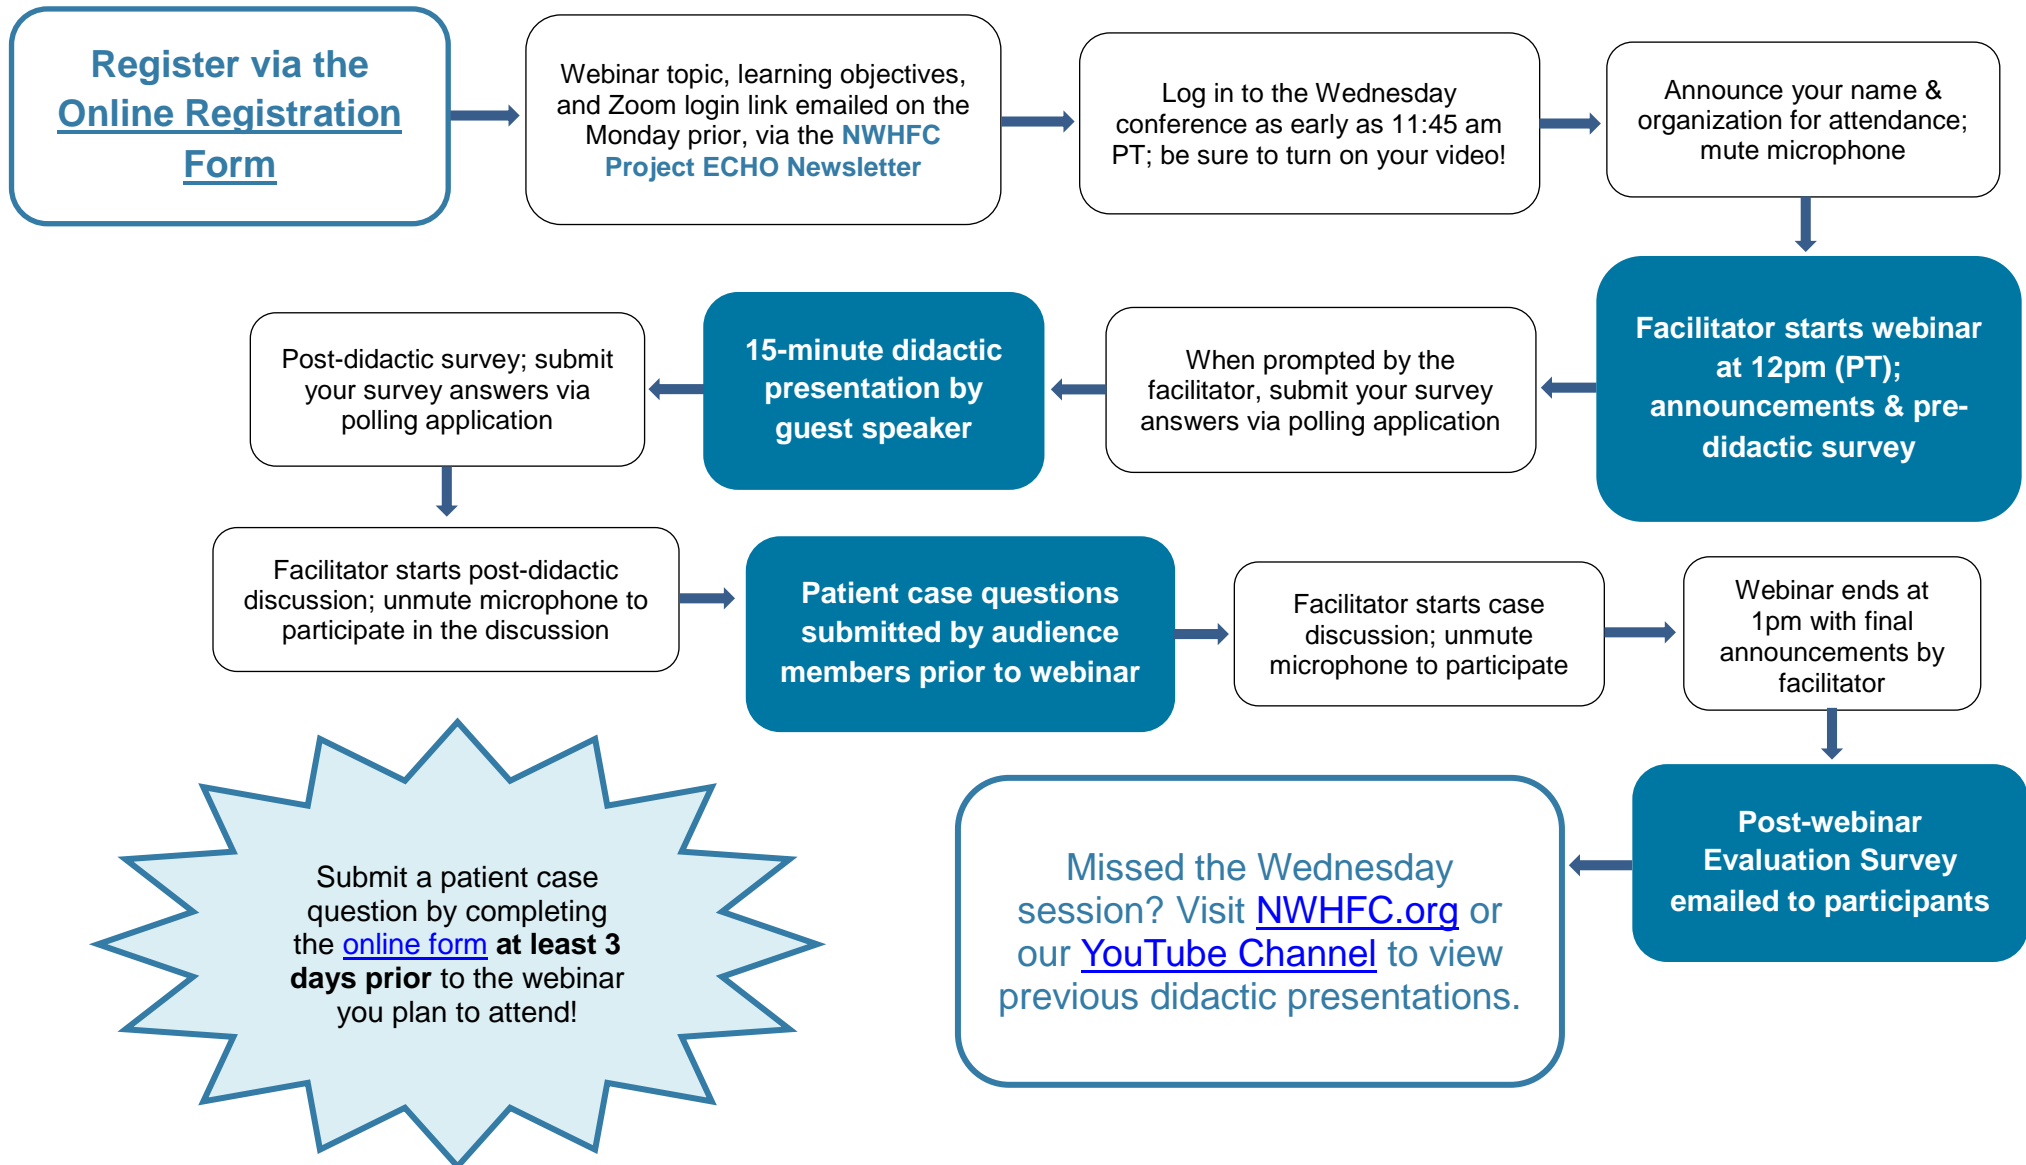 Register via the
Online Registration
Form
Webinar topic, learning objectives,
and Zoom login link emailed on the
Monday prior, via the NWHFC
Project ECHO Newsletter
Log in to the Wednesday
conference as early as 11:45 am
PT; be sure to turn on your video!
Announce your name &
organization for attendance;
mute microphone
Facilitator starts webinar
at 12pm (PT);
announcements & pre-
didactic survey
When prompted by the
facilitator, submit your survey
answers via polling application
15-minute didactic
presentation by
guest speaker
Post-didactic survey; submit
your survey answers via
polling application
Facilitator starts post-didactic
discussion; unmute microphone to
participate in the discussion
Patient case questions
submitted by audience
members prior to webinar
Facilitator starts case
discussion; unmute
microphone to participate
Webinar ends at
1pm with final
announcements by
facilitator
Post-webinar
Evaluation Survey
emailed to participants
Missed the Wednesday
session? Visit NWHFC.org or
our YouTube Channel to view
previous didactic presentations.
Submit a patient case
question by completing
the online form at least 3
days prior to the webinar
you plan to attend!